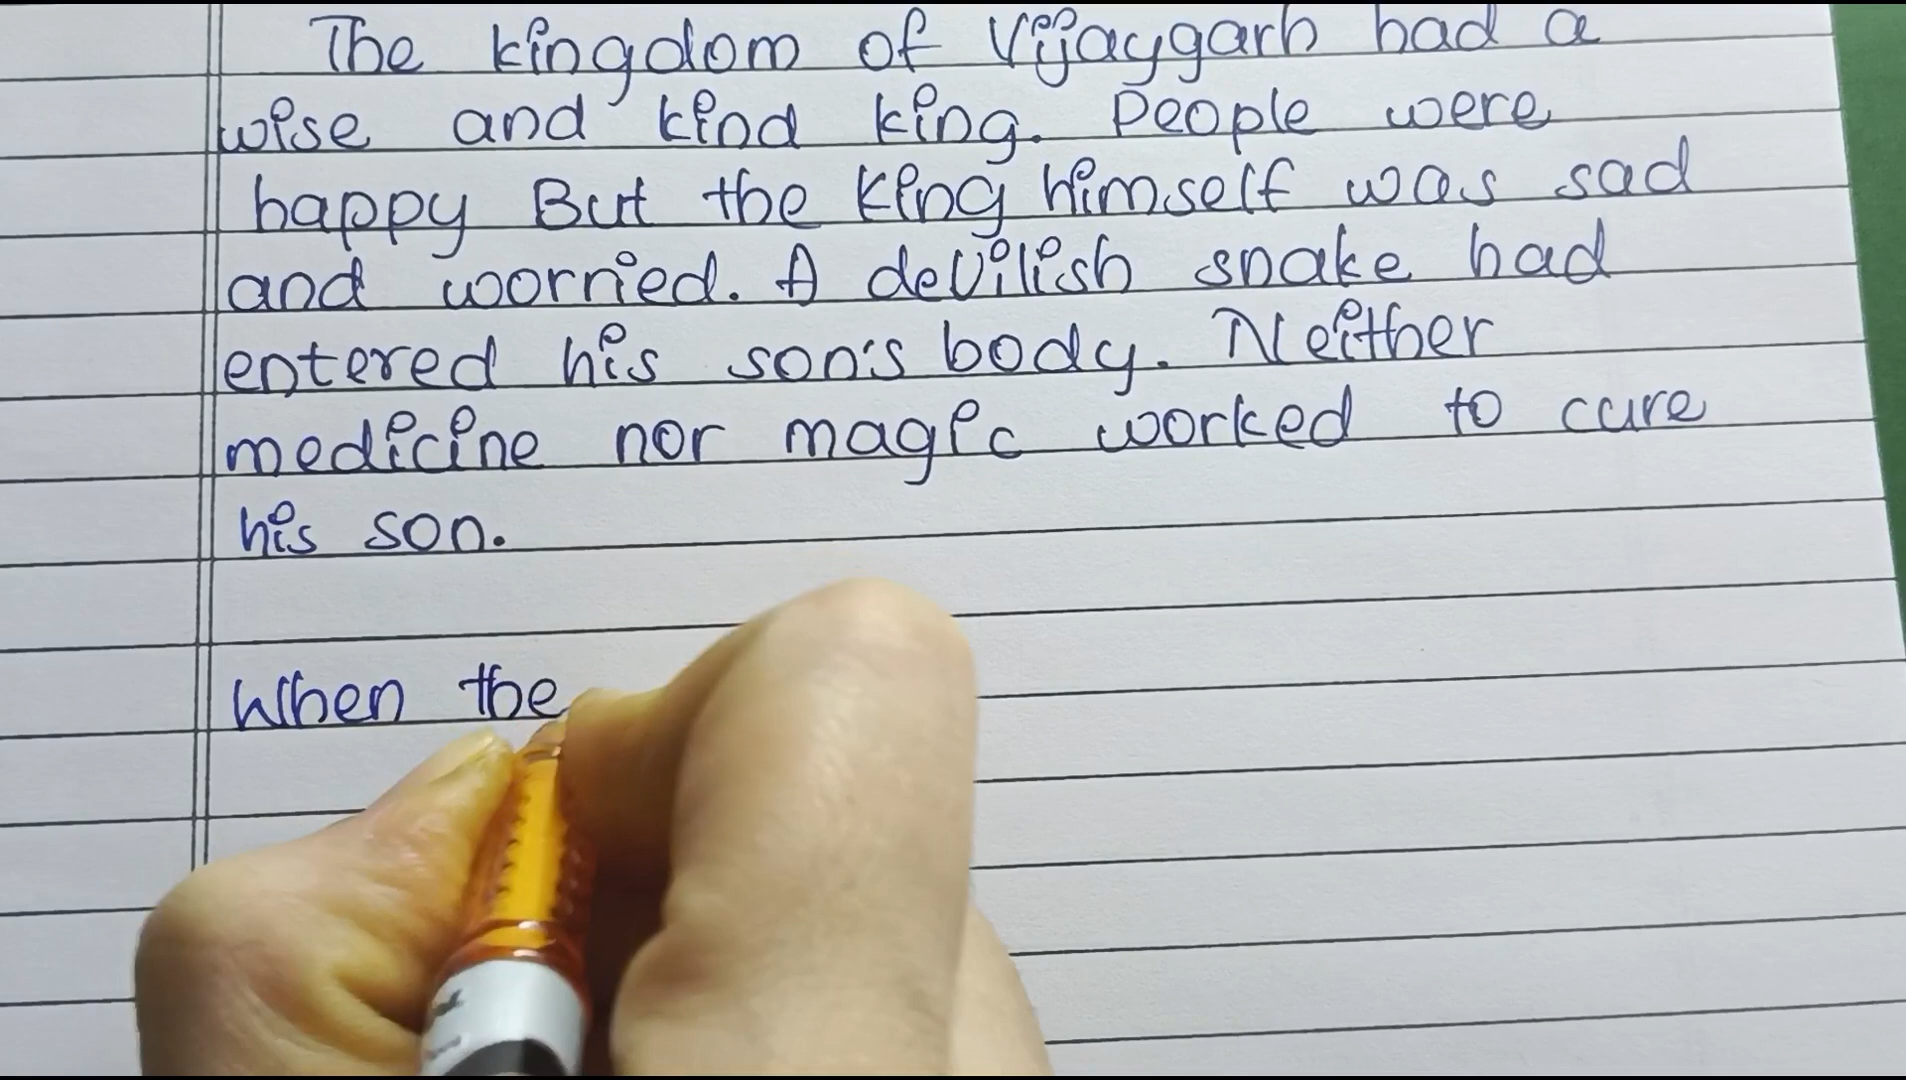 The kingdom of Vijaygarh had a
wise and kind king. People were
happy But the king himself was sad
and worried. A devilish snake had
entered his son's body. Neither
medicine nor magic worked to cure
his son.
When the